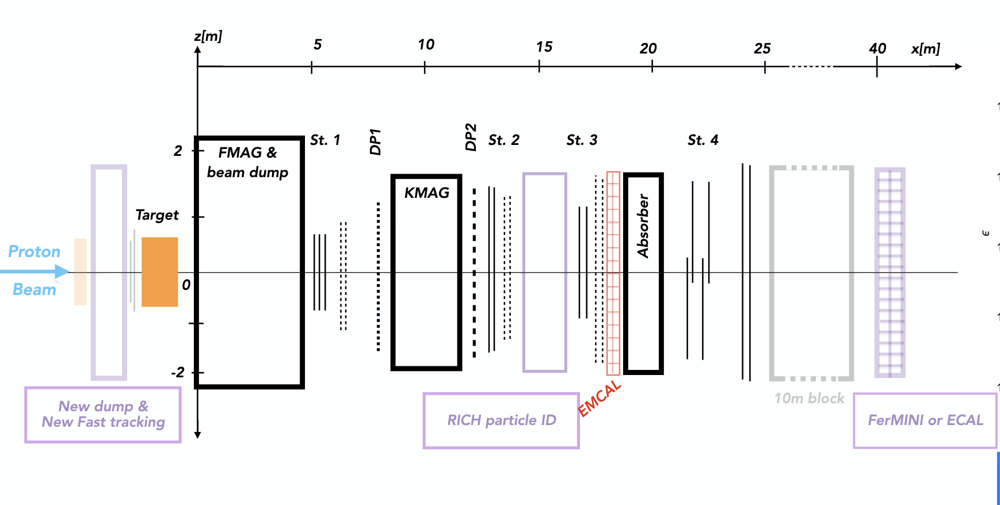 z[m]
5
10
15
20
25
40
x[m]
St. 1
DP1
DP2
St. 2
St. 3
St. 4
2
FMAG &
beam dump
KMAG
Absorber
Target
Proton
Beam
0
-2
EMCAL
10m block
New dump &
New Fast tracking
RICH particle ID
FerMINI or ECAL